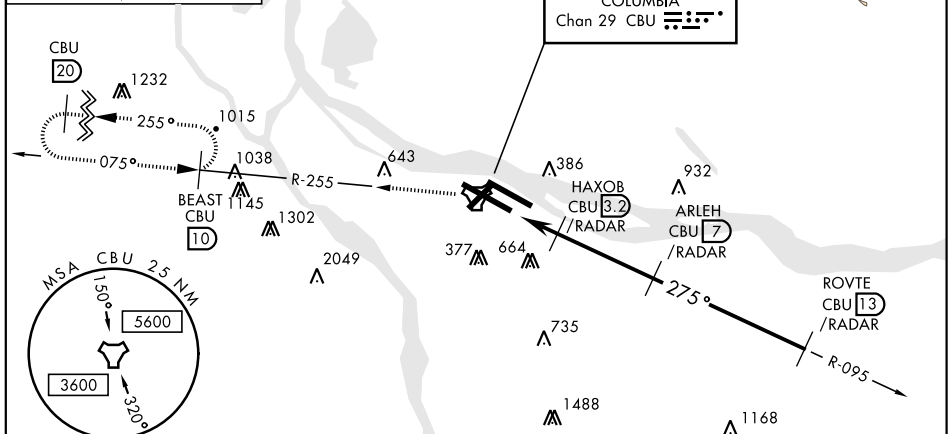 COLUMBIA
Chan 29 CBU
CBU
20
1232
255°
1015
075°
1038
1145
R-255
643
386
932
BEAST
CBU
10
1302
2049
377
664
HAXOB
CBU 3.2
/RADAR
ARLEH
CBU 7
/RADAR
275°
ROVTE
CBU 13
/RADAR
R-095
735
1488
1168
MSA CBU 25 NM
150°
5600
3600
320°